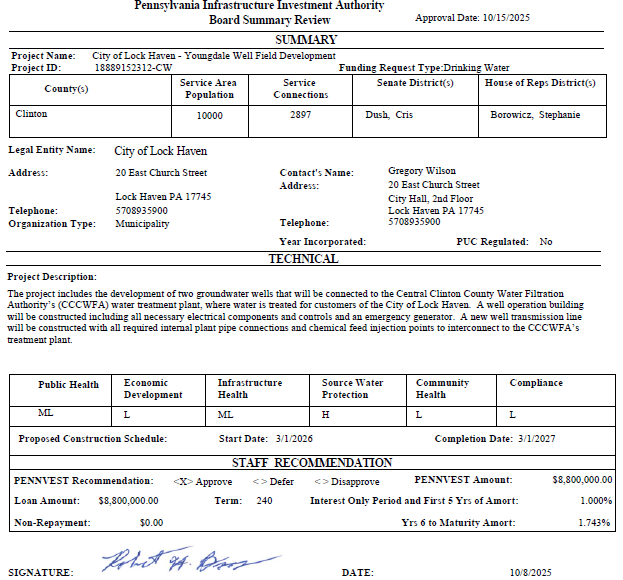 Pennsylvania Infrastructure Investment Authority
Board Summary Review
Approval Date: 10/15/2025
SUMMARY
Project Name: City of Lock Haven - Youngdale Well Field Development
Project ID: 18889152312-CW Funding Request Type:Drinking Water
County(s) Service Area Population Service Connections Senate District(s) House of Reps District(s)
Clinton 10000 2897 Dush, Cris Borowicz, Stephanie
Legal Entity Name: City of Lock Haven
Address: 20 East Church Street
Lock Haven PA 17745
Telephone: 5708935900
Organization Type: Municipality
Contact's Name: Gregory Wilson
Address: 20 East Church Street
City Hall, 2nd Floor
Lock Haven PA 17745
Telephone: 5708935900
Year Incorporated: PUC Regulated: No
TECHNICAL
Project Description:
The project includes the development of two groundwater wells that will be connected to the Central Clinton County Water Filtration
Authority's (CCCWFA) water treatment plant, where water is treated for customers of the City of Lock Haven. A well operation building
will be constructed including all necessary electrical components and controls and an emergency generator. A new well transmission line
will be constructed with all required internal plant pipe connections and chemical feed injection points to interconnect to the CCCWFA's
treatment plant.
Public Health Economic Development Infrastructure Health Source Water Protection Community Health Compliance
ML L ML H L L
Proposed Construction Schedule: Start Date: 3/1/2026 Completion Date: 3/1/2027
STAFF RECOMMENDATION
PENNVEST Recommendation: <X> Approve <> Defer <> Disapprove PENNVEST Amount: $8,800,000.00
Loan Amount: $8,800,000.00 Term: 240 Interest Only Period and First 5 Yrs of Amort: 1.000%
Non-Repayment: $0.00 Yrs 6 to Maturity Amort: 1.743%
SIGNATURE: DATE: 10/8/2025